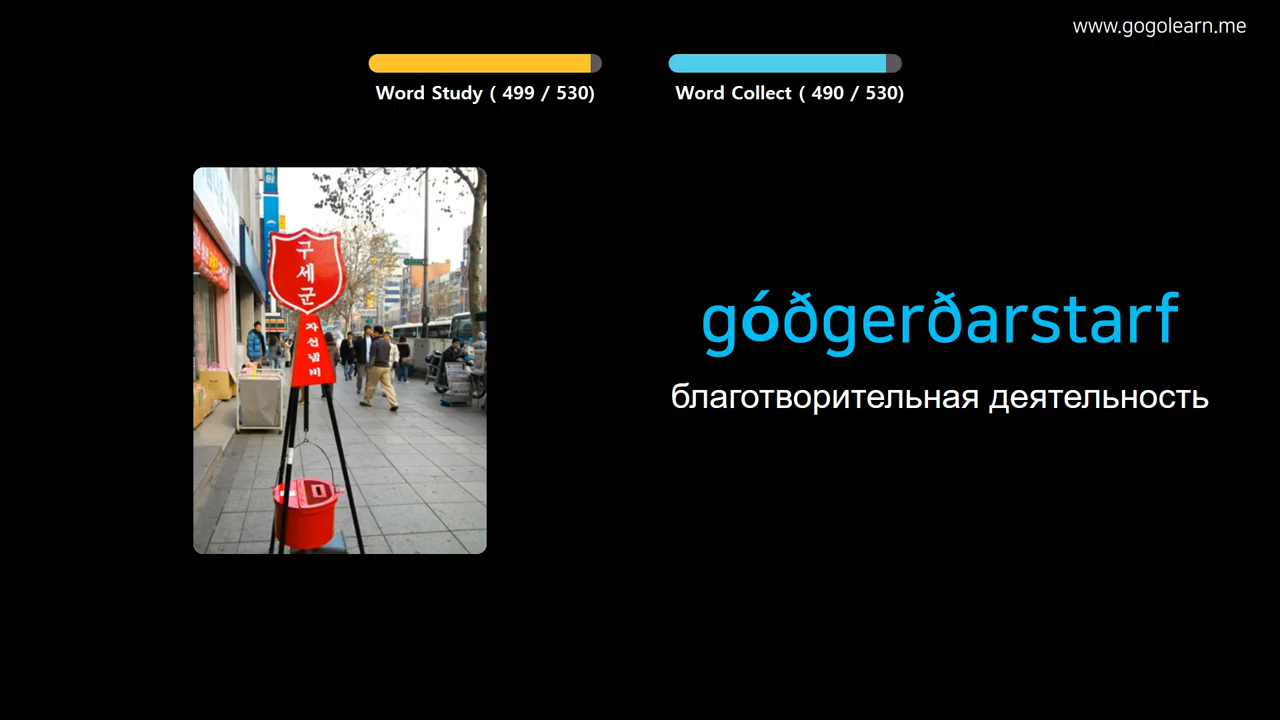 www.gogolearn.me
Word Study ( 499 / 530)
Word Collect ( 490 / 530)
구세군
자선냄비
góðgerðarstarf
благотворительная деятельность